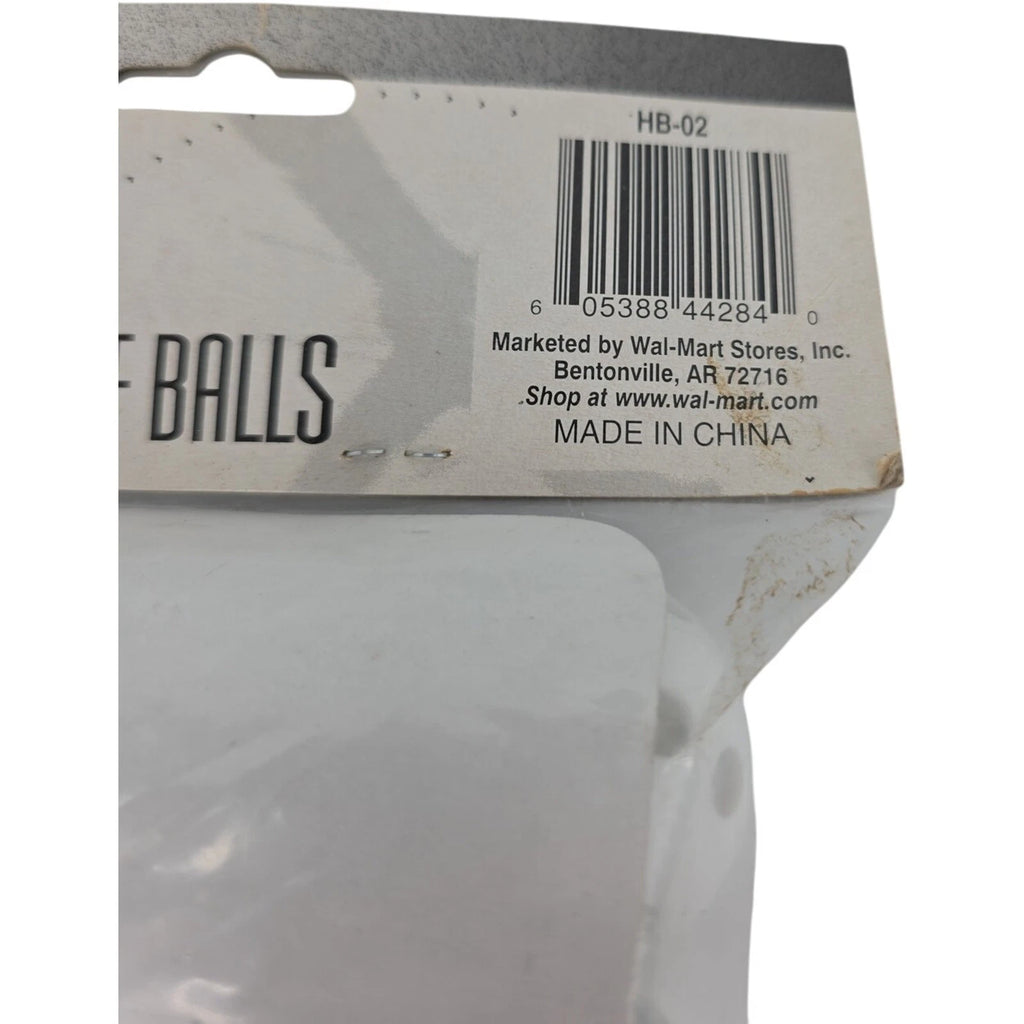 HB-02
6 05388 44284 0
Marketed by Wal-Mart Stores, Inc.
Bentonville, AR 72716
Shop at www.wal-mart.com
MADE IN CHINA
BALLS